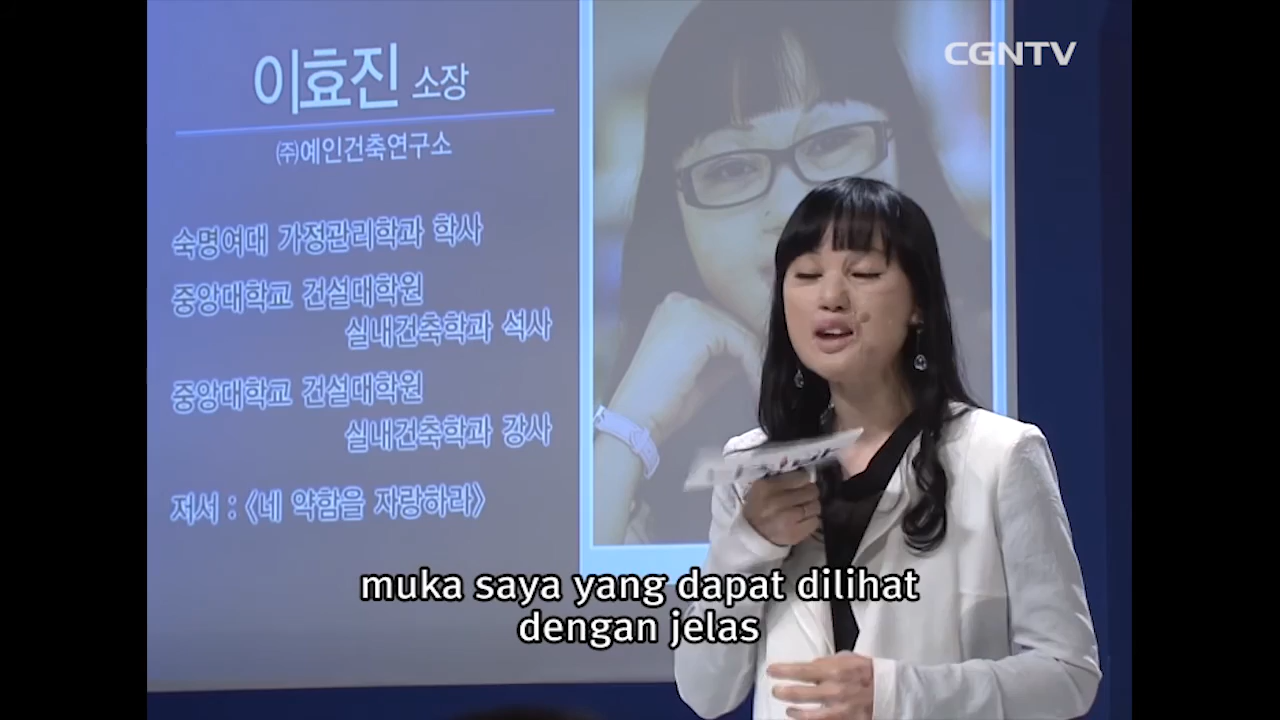 CGNTV
이효진 소장
㈜예인건축연구소
숙명여대 가정관리학과 학사
중앙대학교 건설대학원
실내건축학과 석사
중앙대학교 건설대학원
실내건축학과 강사
저서 : <네 약함을 자랑하라>
muka saya yang dapat dilihat
dengan jelas